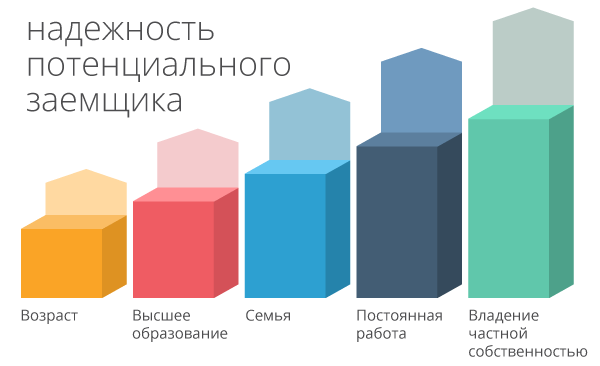 надежность
потенциального
заемщика
Возраст
Высшее
образование
Семья
Постоянная
работа
Владение
частной
собственностью